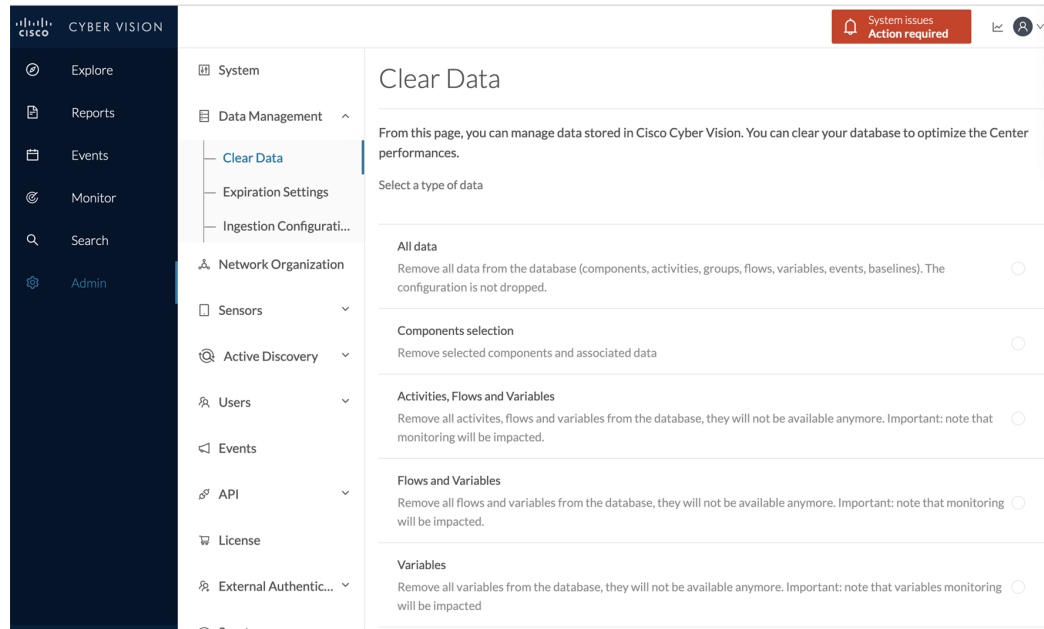 CISCO
CYBER VISION
System issues
Action required
Explore
Reports
Events
Monitor
Search
Admin
System
Data Management
Clear Data
Expiration Settings
Ingestion Configurati...
Network Organization
Sensors
Active Discovery
Users
Events
API
License
External Authentic...
Clear Data
From this page, you can manage data stored in Cisco Cyber Vision. You can clear your database to optimize the Center
performances.
Select a type of data
All data
Remove all data from the database (components, activities, groups, flows, variables, events, baselines). The
configuration is not dropped.
Components selection
Remove selected components and associated data
Activities, Flows and Variables
Remove all activites, flows and variables from the database, they will not be available anymore. Important: note that
monitoring will be impacted.
Flows and Variables
Remove all flows and variables from the database, they will not be available anymore. Important: note that monitoring
will be impacted.
Variables
Remove all variables from the database, they will not be available anymore. Important: note that variables monitoring
will be impacted